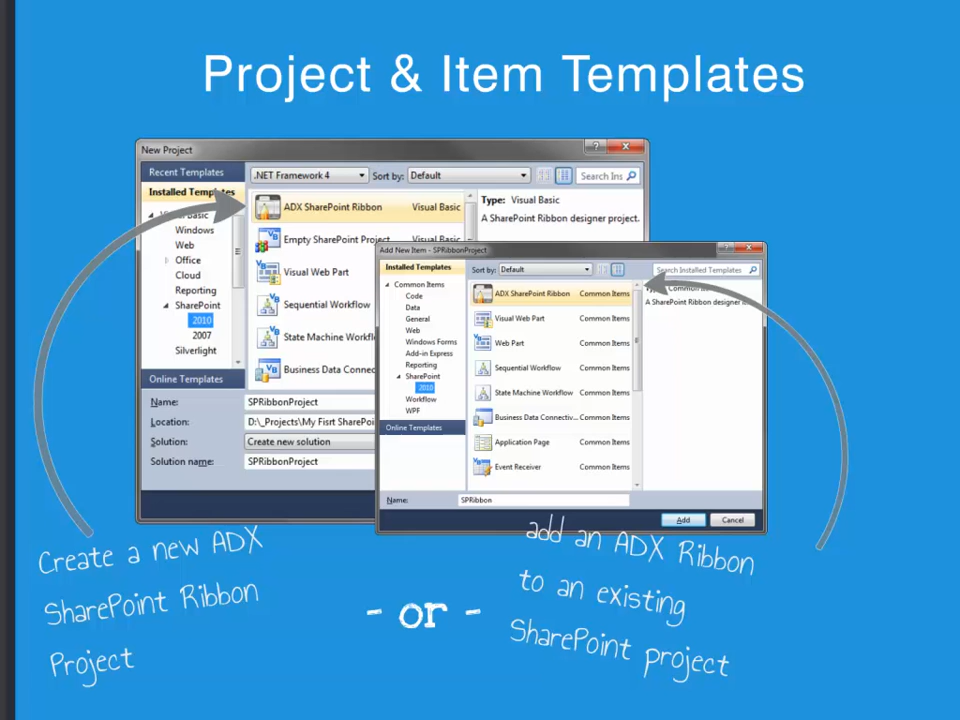 Project & Item Templates
New Project
Recent Templates
.NET Framework 4
Sort by:
Default
Search Ins
Installed Templates
Visual Basic
Windows
Web
Office
Cloud
Reporting
SharePoint
2010
2007
Silverlight
Online Templates
ADX SharePoint Ribbon Visual Basic
Empty SharePoint Project Visual Basic
Visual Web Part
Sequential Workflow
State Machine Workfl
Business Data Connec
Type: Visual Basic
A SharePoint Ribbon designer project.
Name: SPRibbonProject
Location: D:\_Projects\My Fisrt SharePoi
Solution: Create new solution
Solution name: SPRibbonProject
Add New Item - SPRibbonProject
Installed Templates
Sort by: Default
Search Installed Templates
Common Items
Code
Data
General
Web
Windows Forms
Add-in Express
Reporting
SharePoint
2010
Workflow
WPF
Online Templates
ADX SharePoint Ribbon Common Items
Visual Web Part Common Items
Web Part Common Items
Sequential Workflow Common Items
State Machine Workflow Common Items
Business Data Connectiv... Common Items
Application Page Common Items
Event Receiver Common Items
Common Items
A SharePoint Ribbon designer
Name: SPRibbon
Add
Cancel
Create a new ADX
SharePoint Ribbon
Project
- or -
add an ADX Ribbon
to an existing
SharePoint project